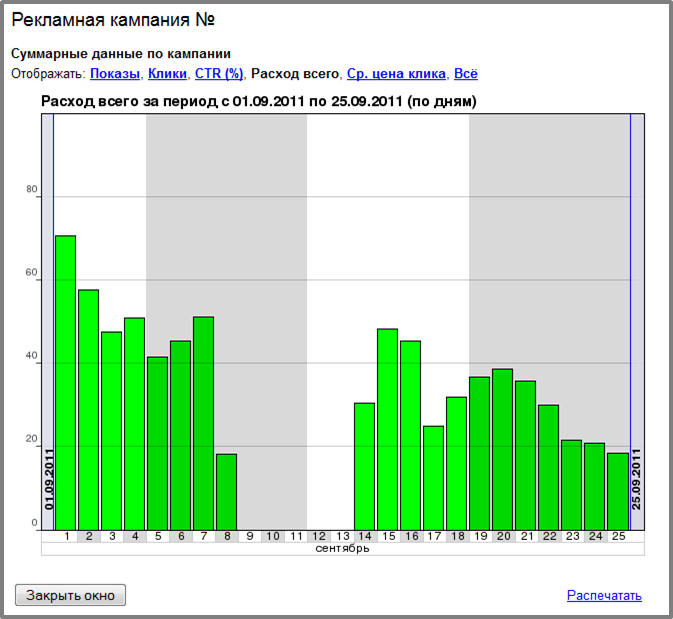 Рекламная кампания №
Суммарные данные по кампании
Отображать: Показы, Клики, CTR (%), Расход всего, Ср. цена клика, Всё
Расход всего за период с 01.09.2011 по 25.09.2011 (по дням)
80
60
40
20
0
01.09.2011
25.09.2011
1 2 3 4 5 6 7 8 9 10 11 12 13 14 15 16 17 18 19 20 21 22 23 24 25
сентябрь
Закрыть окно
Распечатать